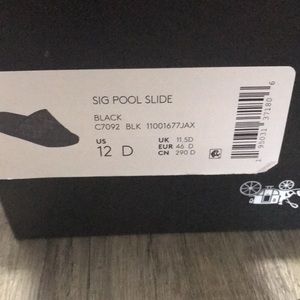 SIG POOL SLIDE
BLACK
C7092 BLK 11001677JAX
US 12 D
UK 11.5D
EUR 46 D
CN 290 D